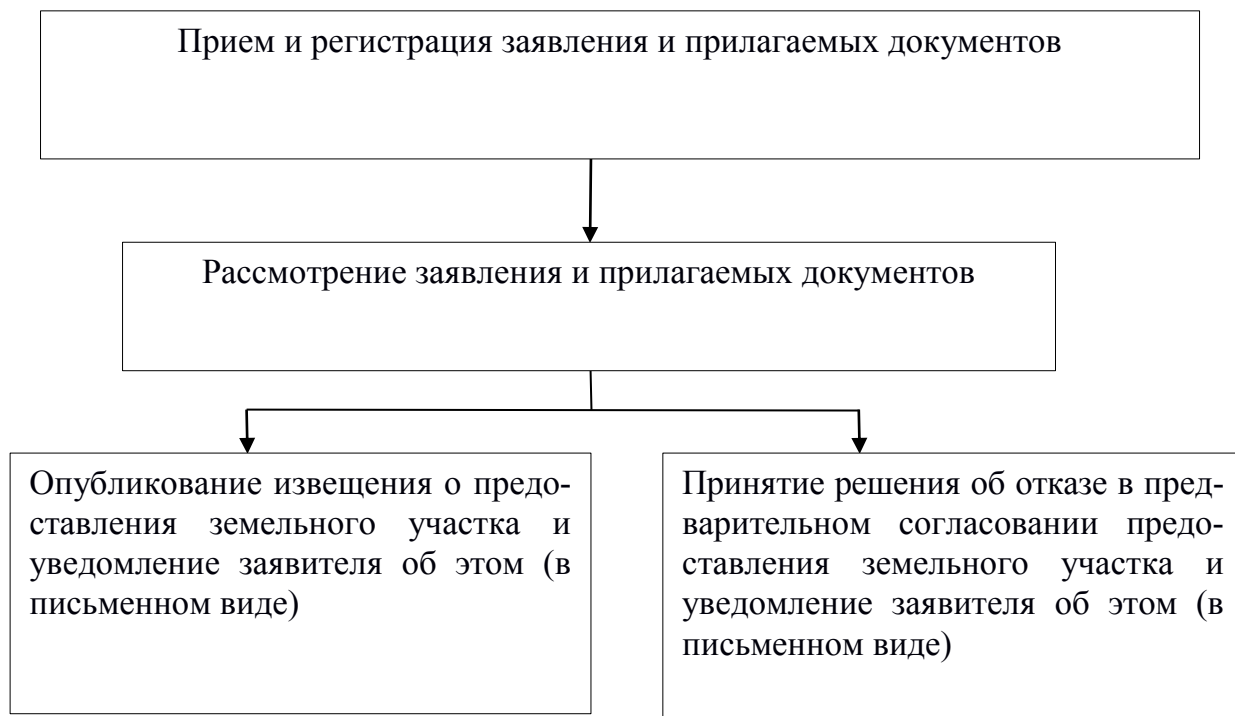 Прием и регистрация заявления и прилагаемых документов
Рассмотрение заявления и прилагаемых документов
Опубликование извещения о предо-
ставления земельного участка и
уведомление заявителя об этом (в
письменном виде)
Принятие решения об отказе в пред-
варительном согласовании предо-
ставления земельного участка и
уведомление заявителя об этом (в
письменном виде)